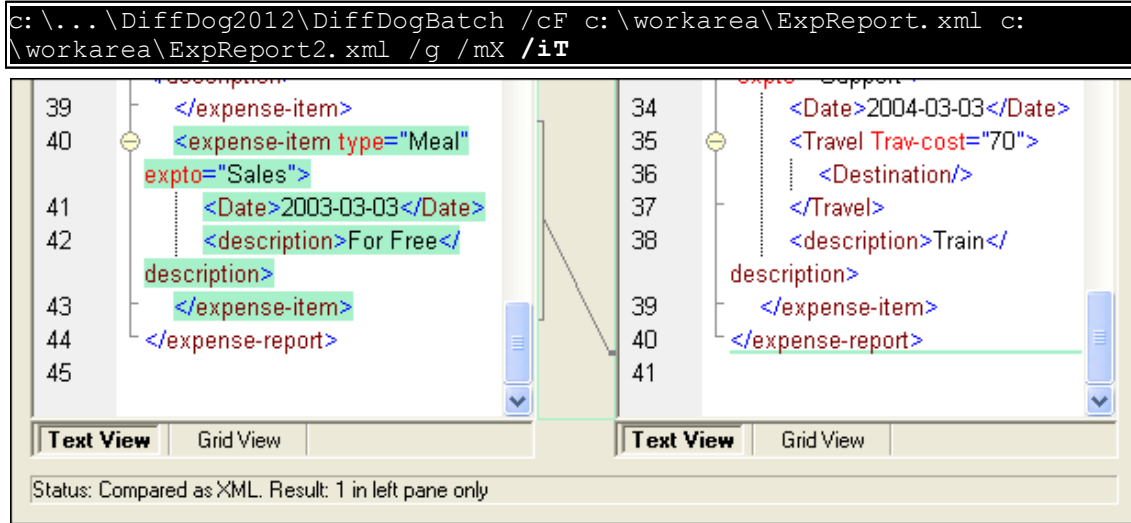 c:\...\DiffDogBatch /cF c:\workarea\ExpReport.xml c:
\workarea\ExpReport2.xml /g /mX /iT
39 </expense-item>
40 <expense-item type="Meal"
expto="Sales">
41 <Date>2003-03-03</Date>
42 <description>For Free</
description>
43 </expense-item>
44 </expense-report>
45
34 <Date>2004-03-03</Date>
35 <Travel Trav-cost="70">
36 <Destination/>
37 </Travel>
38 <description>Train</
description>
39 </expense-item>
40 </expense-report>
41
Text View Grid View
Text View Grid View
Status: Compared as XML. Result: 1 in left pane only